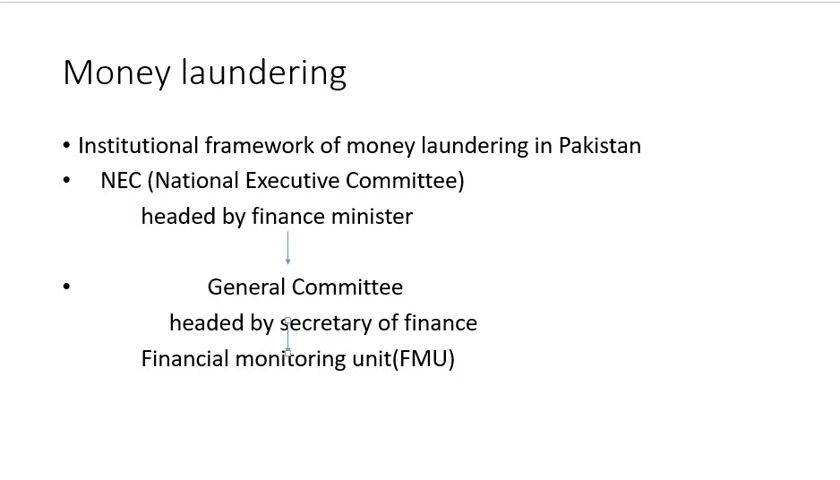 Money laundering
• Institutional framework of money laundering in Pakistan
• NEC (National Executive Committee)
headed by finance minister
• General Committee
headed by secretary of finance
Financial monitoring unit(FMU)